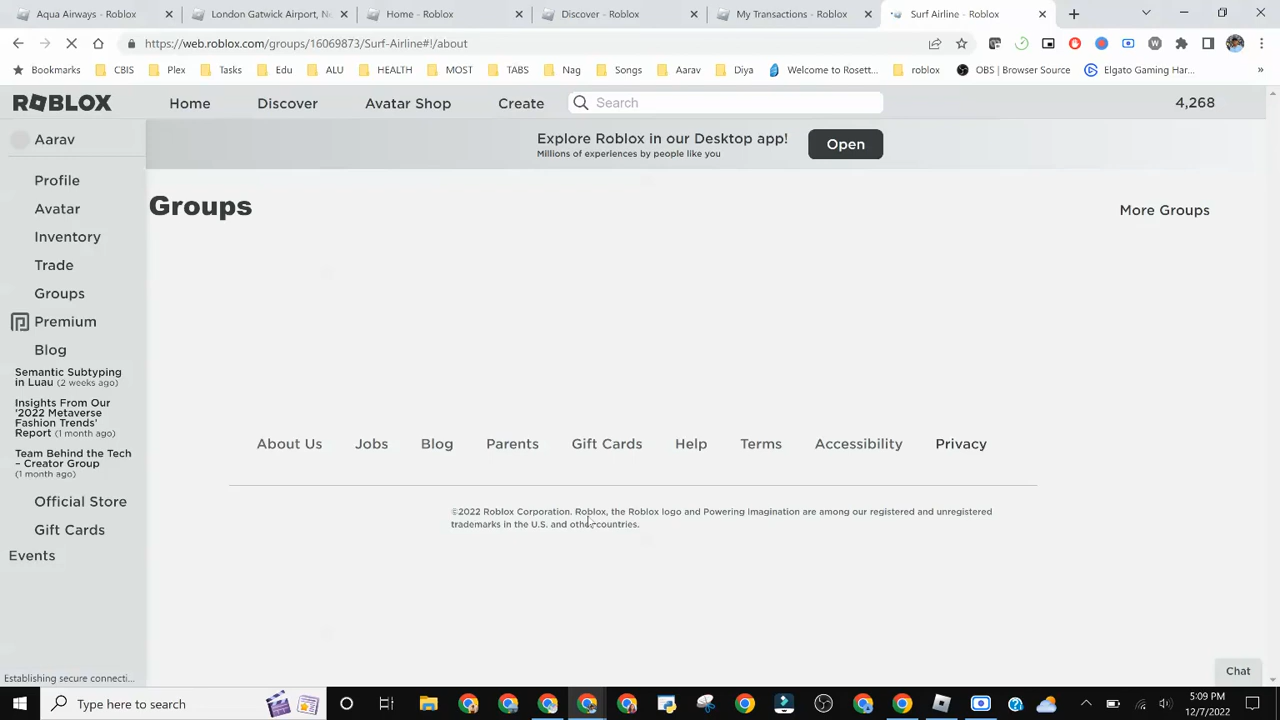 Aqua Airways - Roblox
London Gatwick Airport, Ne
Home - Roblox
Discover - Roblox
My Transactions - Roblox
Surf Airline - Roblox
https://web.roblox.com/groups/16069873/Surf-Airline#!/about
Bookmarks
CBIS
Plex
Tasks
Edu
ALU
HEALTH
MOST
TABS
Nag
Songs
Aarav
Diya
Welcome to Rosett...
roblox
OBS | Browser Source
Elgato Gaming Har...
»
ROBLOX
Home
Discover
Avatar Shop
Create
Search
4,268
Aarav
Explore Roblox in our Desktop app!
Millions of experiences by people like you
Open
Profile
Avatar
Inventory
Trade
Groups
Premium
Blog
Semantic Subtyping
in Luau (2 weeks ago)
Insights From Our
'2022 Metaverse
Fashion Trends'
Report (1 month ago)
Team Behind the Tech
– Creator Group
(1 month ago)
Official Store
Gift Cards
Events
Groups
More Groups
About Us
Jobs
Blog
Parents
Gift Cards
Help
Terms
Accessibility
Privacy
©2022 Roblox Corporation. Roblox, the Roblox logo and Powering Imagination are among our registered and unregistered
trademarks in the U.S. and other countries.
Chat
Establishing secure connecti...
Type here to search
5:09 PM
12/7/2022